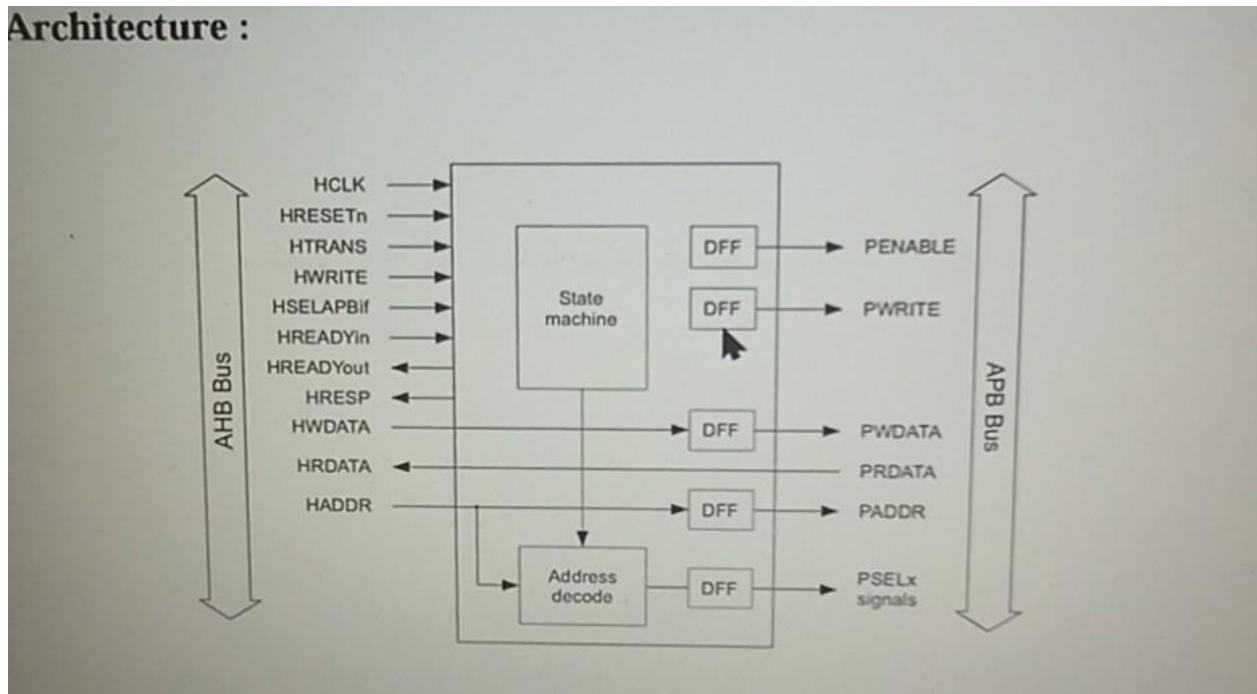 Architecture :
HCLK
HRESETn
HTRANS
HWRITE
HSELAPBif
HREADYin
HREADYout
HRESP
HWDATA
HRDATA
HADDR
AHB Bus
State
machine
Address
decode
DFF
DFF
DFF
DFF
DFF
PENABLE
PWRITE
PWDATA
PRDATA
PADDR
PSELx
signals
APB Bus